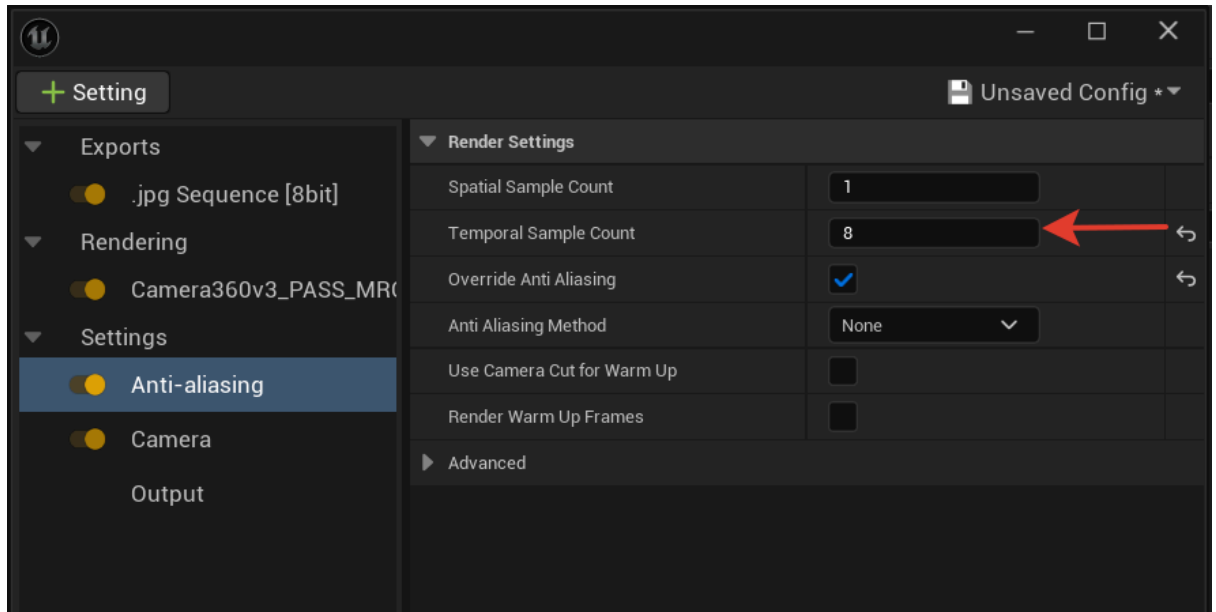 Setting
Unsaved Config *
Exports
.jpg Sequence [8bit]
Rendering
Camera360v3_PASS_MR
Settings
Anti-aliasing
Camera
Output
Render Settings
Spatial Sample Count 1
Temporal Sample Count 8
Override Anti Aliasing
Anti Aliasing Method None
Use Camera Cut for Warm Up
Render Warm Up Frames
Advanced